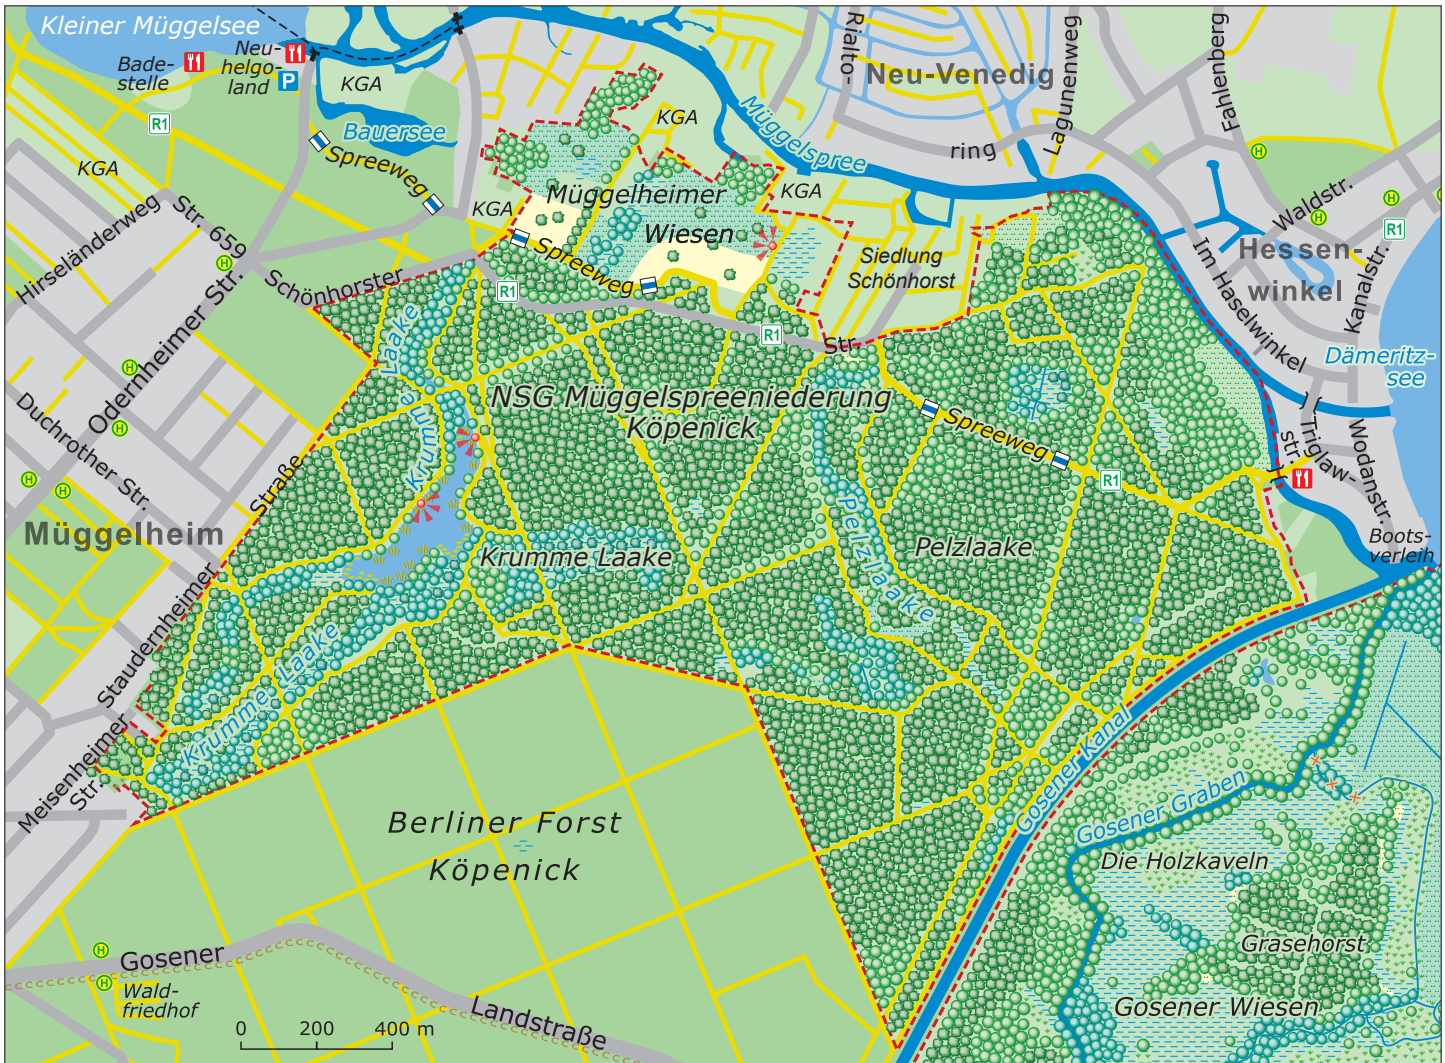 Kleiner Müggelsee
Bade-
stelle
Neu-
helgo-
land
P
KGA
R1
Bauersee
Spreeweg
KGA
KGA
Hirseländerweg
Str. 659
H
Schönhorster
Odernheimer Str.
H
H
Duchrother Str.
H
H
Müggelheim
Straße
Staudernheimer
Meisenheimer
Str.
KGA
Müggelheimer
Wiesen
KGA
Spreeweg
R1
R1
Str.
Siedlung
Schönhorst
Müggelspree
Rialto-
ring
Neu-Venedig
Lagunenweg
Fahlenberg
H
Waldstr.
H
H
H
R1
Hessen-
winkel
Kanalstr.
Im Haselwinkel
Dämeritz-
see
Triglaw-
str.
Wodanstr.
Boots-
verleih
NSG Müggelspreeniederung
Köpenick
Spreeweg
R1
Krumme Laake
Krumme Laake
Krumme Laake
Pelzlaake
Pelzlaake
Berliner Forst
Köpenick
Gosener Kanal
Gosener Graben
Die Holzkaveln
Grasehorst
Gosener Wiesen
H
Gosener
Landstraße
H
Wald-
friedhof
0 200 400 m